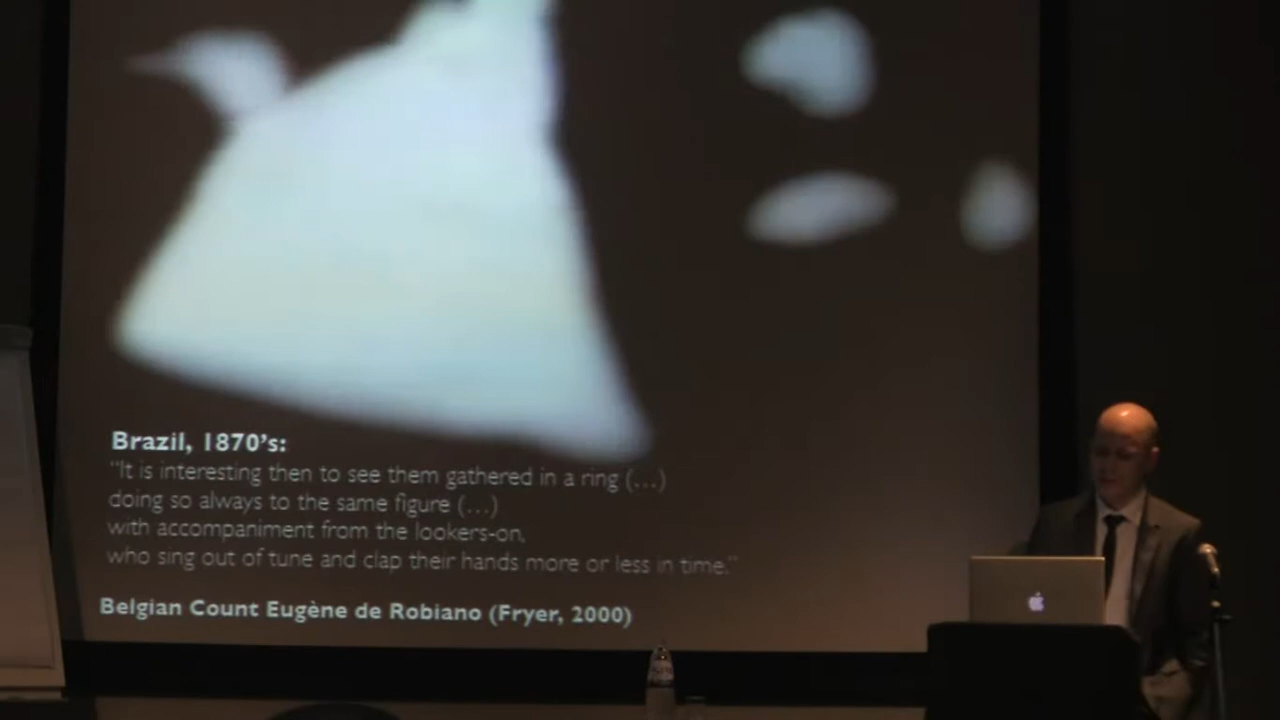 Brazil, 1870's:
"It is interesting then to see them gathered in a ring (...)
doing so always to the same figure (...)
with accompaniment from the lookers-on,
who sing out of tune and clap their hands more or less in time."
Belgian Count Eugène de Robiano (Fryer, 2000)